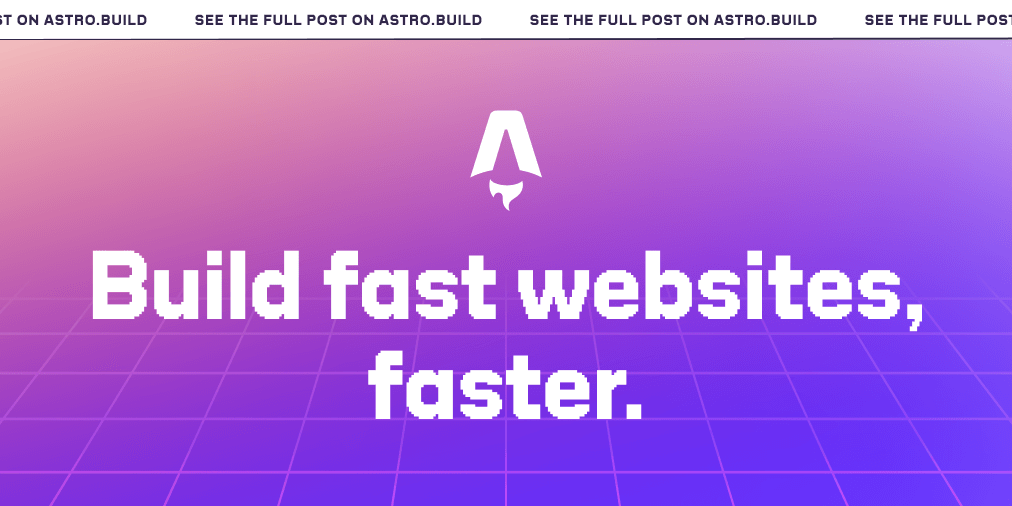 ST ON ASTRO.BUILD SEE THE FULL POST ON ASTRO.BUILD SEE THE FULL POST ON ASTRO.BUILD SEE THE FULL POST
Build fast websites,
faster.